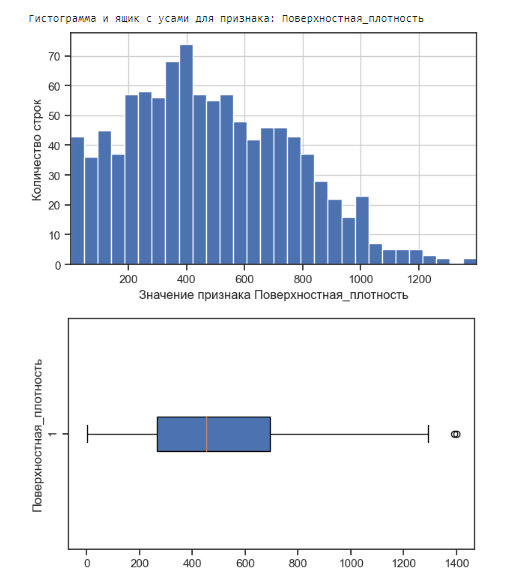 Гистограмма и ящик с усами для признака: Поверхностная_плотность
Количество строк
70
60
50
40
30
20
10
0
200 400 600 800 1000 1200
Значение признака Поверхностная_плотность
Поверхностная_плотность
1
0 200 400 600 800 1000 1200 1400